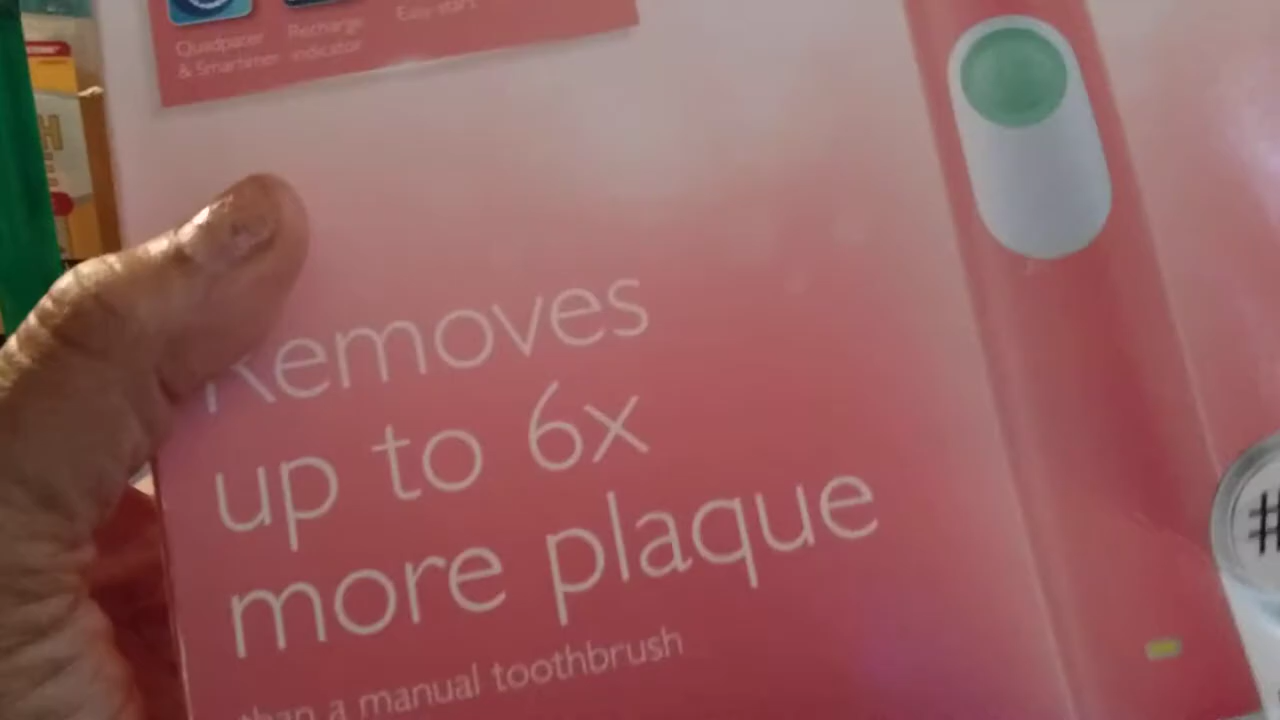 Quadpacer
& Smartimer
Recharge
indicator
Easy-start
Removes
up to 6x
more plaque
than a manual toothbrush
#
H